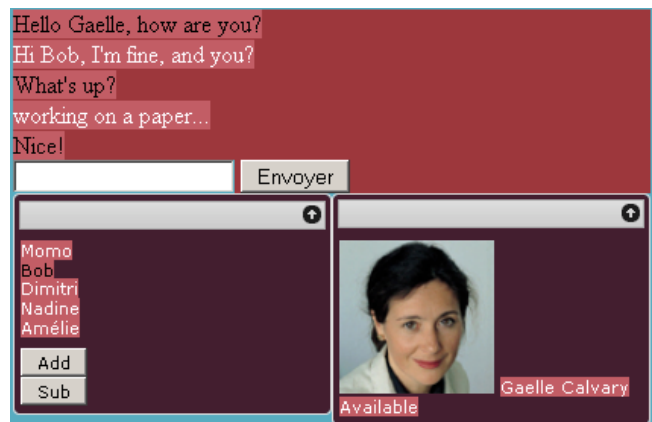 Hello Gaelle, how are you?
Hi Bob, I'm fine, and you?
What's up?
working on a paper...
Nice!
Envoyer
Momo
Bob
Dimitri
Nadine
Amélie
Add
Sub
Gaelle Calvary
Available